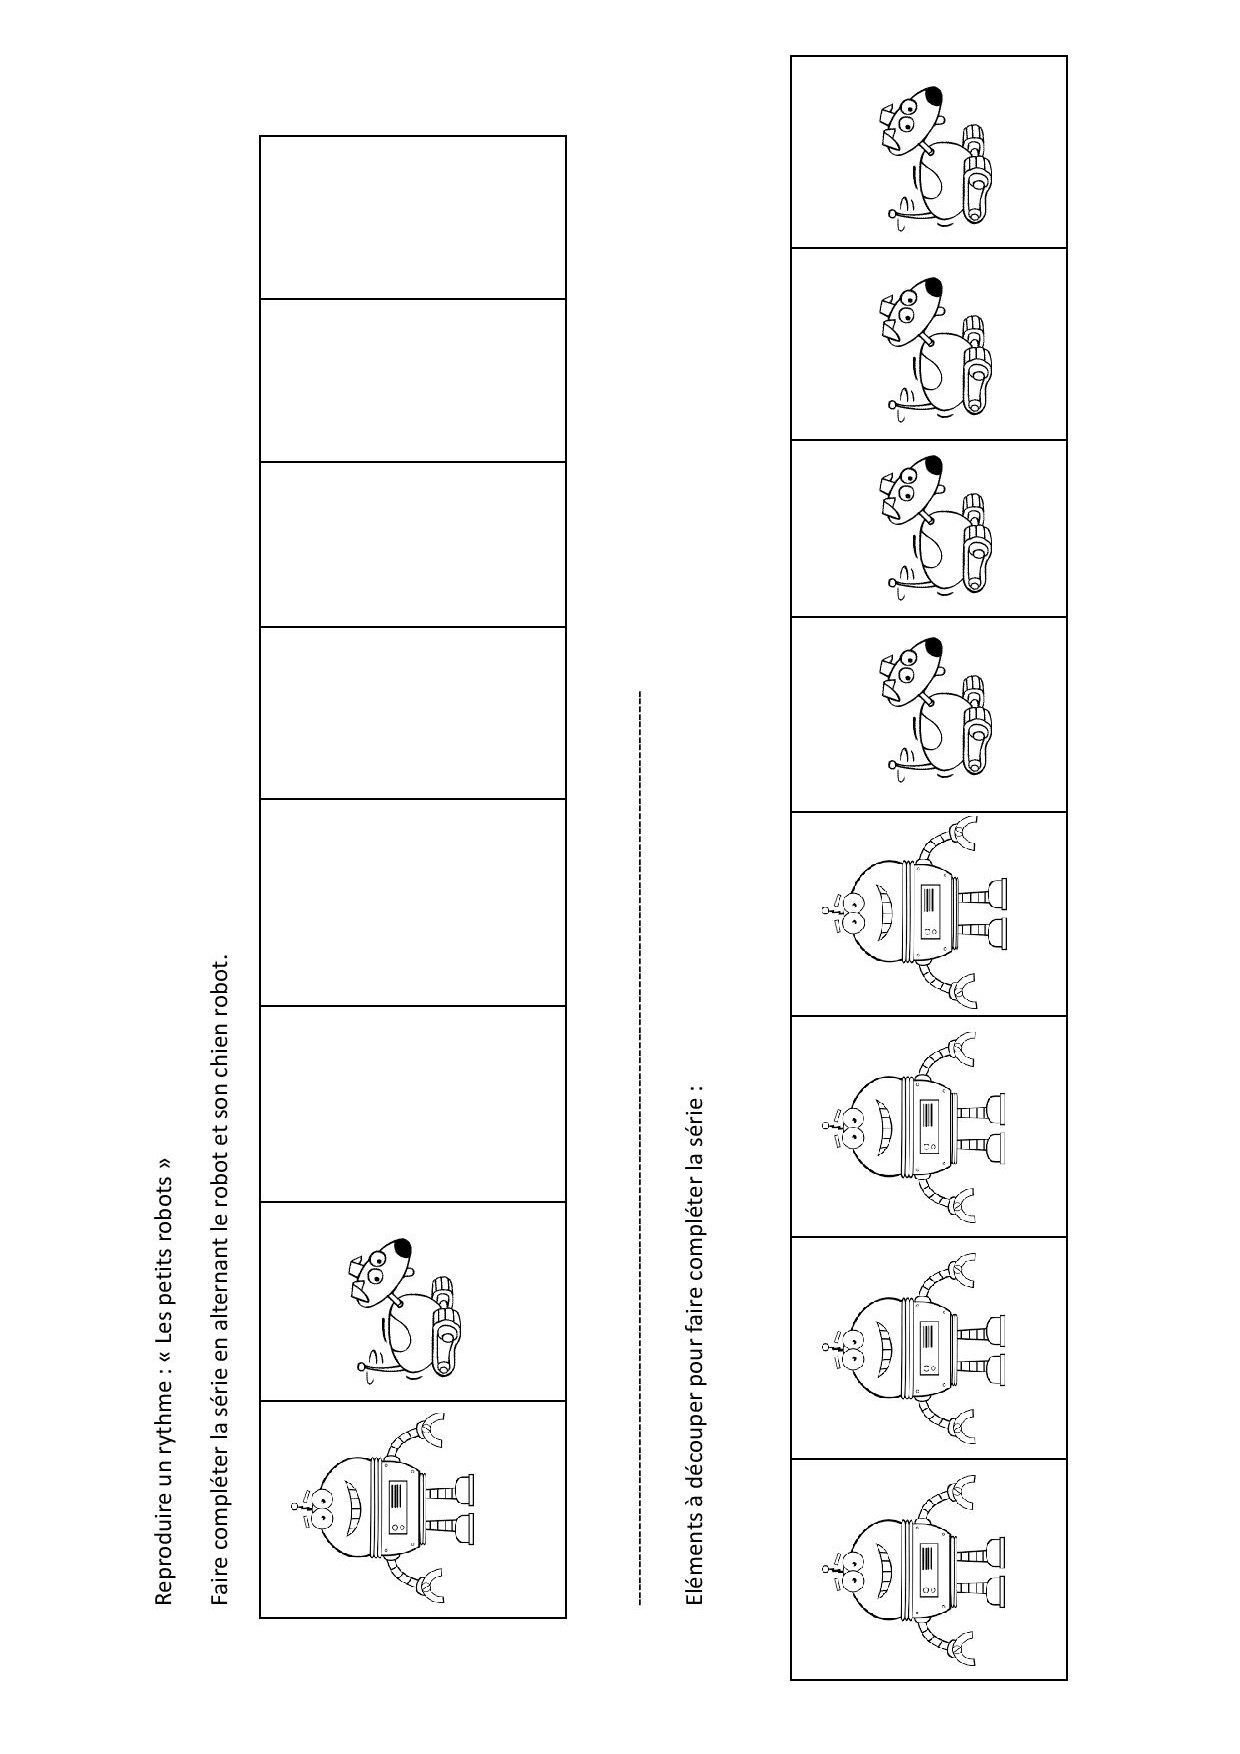 Reproduire un rythme : « Les petits robots »
Faire compléter la série en alternant le robot et son chien robot.
Eléments à découper pour faire compléter la série :